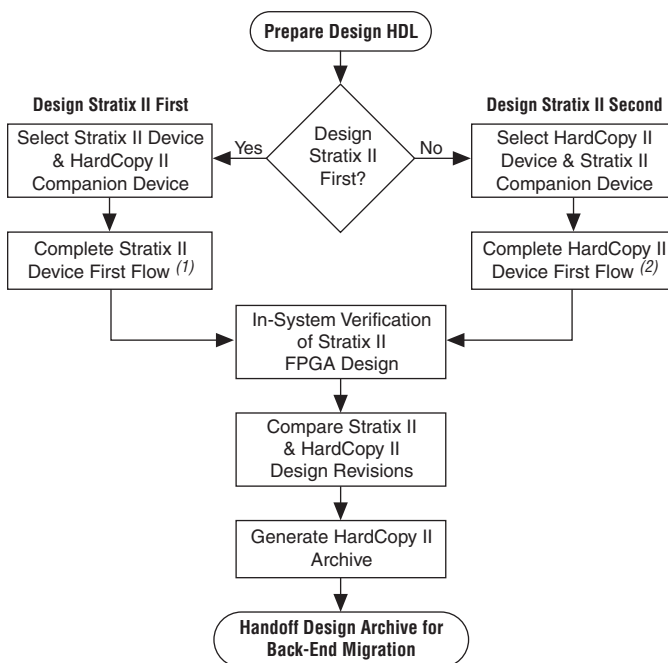 Prepare Design HDL
Design Stratix II First
Select Stratix II Device
& HardCopy II
Companion Device
Yes
Design
Stratix II
First?
No
Design Stratix II Second
Select HardCopy II
Device & Stratix II
Companion Device
Complete Stratix II
Device First Flow (1)
Complete HardCopy II
Device First Flow (2)
In-System Verification
of Stratix II
FPGA Design
Compare Stratix II
& HardCopy II
Design Revisions
Generate HardCopy II
Archive
Handoff Design Archive for
Back-End Migration